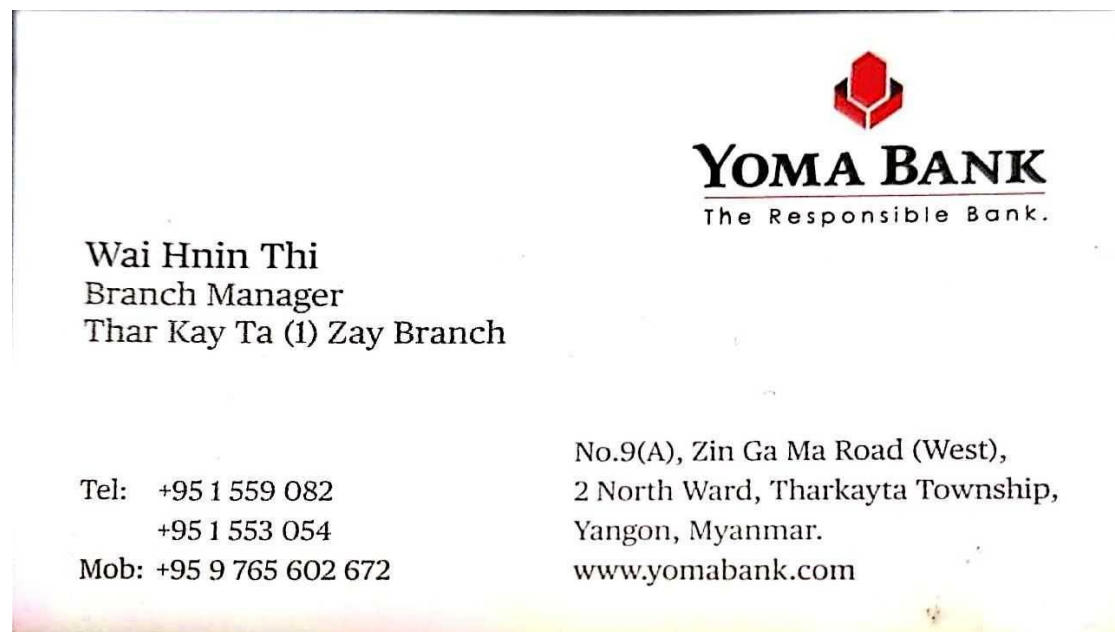 YOMA BANK
The Responsible Bank.
Wai Hnin Thi
Branch Manager
Thar Kay Ta (1) Zay Branch
Tel: +95 1 559 082
+95 1 553 054
Mob: +95 9 765 602 672
No.9(A), Zin Ga Ma Road (West),
2 North Ward, Tharkayta Township,
Yangon, Myanmar.
www.yomabank.com